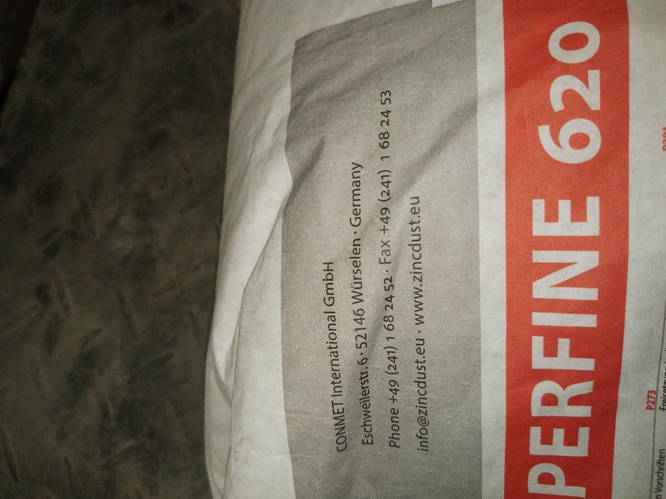 CONMET International GmbH
Eschweilerstr. 6 · 52146 Würselen · Germany
Phone +49 (241) 1 68 24 52 · Fax +49 (241) 1 68 24 53
info@zincdust.eu · www.zincdust.eu
PERFINE 620
P273